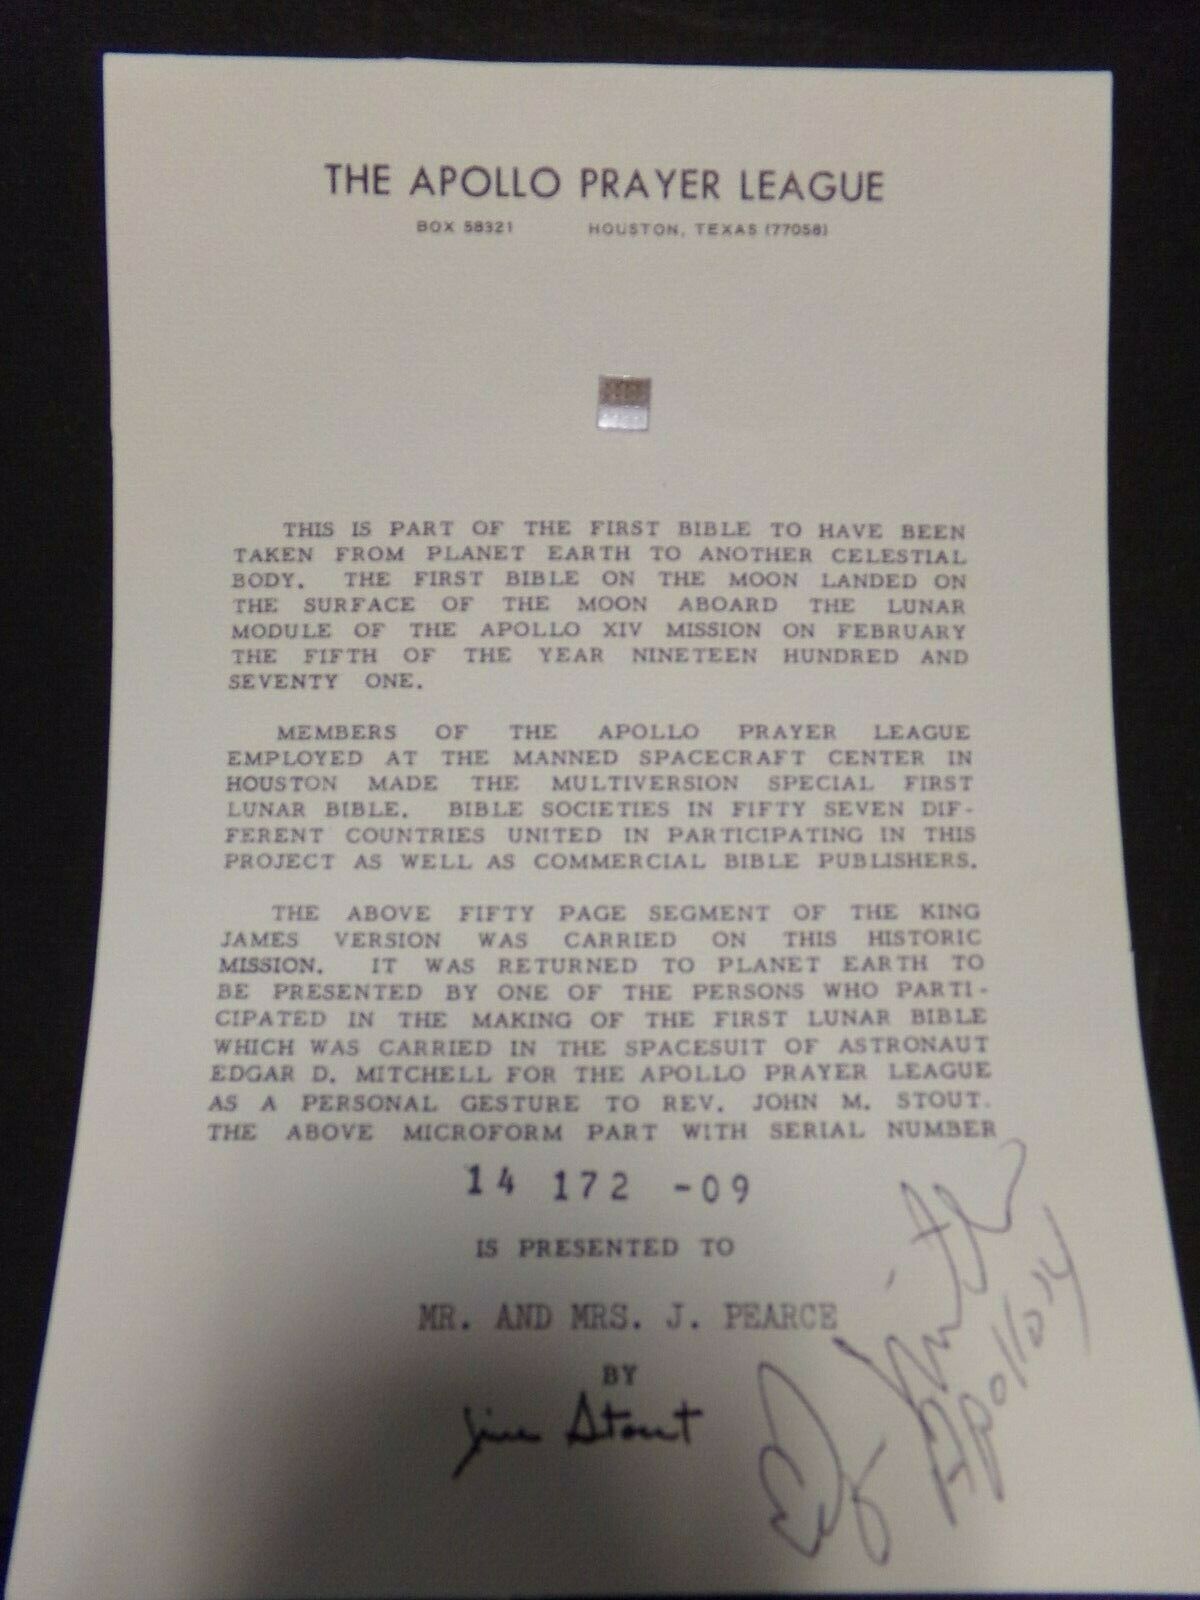 THE APOLLO PRAYER LEAGUE
BOX 58321 HOUSTON, TEXAS (77058)
THIS IS PART OF THE FIRST BIBLE TO HAVE BEEN
TAKEN FROM PLANET EARTH TO ANOTHER CELESTIAL
BODY. THE FIRST BIBLE ON THE MOON LANDED ON
THE SURFACE OF THE MOON ABOARD THE LUNAR
MODULE OF THE APOLLO XIV MISSION ON FEBRUARY
THE FIFTH OF THE YEAR NINETEEN HUNDRED AND
SEVENTY ONE.
MEMBERS OF THE APOLLO PRAYER LEAGUE
EMPLOYED AT THE MANNED SPACECRAFT CENTER IN
HOUSTON MADE THE MULTIVERSION SPECIAL FIRST
LUNAR BIBLE. BIBLE SOCIETIES IN FIFTY SEVEN DIF-
FERENT COUNTRIES UNITED IN PARTICIPATING IN THIS
PROJECT AS WELL AS COMMERCIAL BIBLE PUBLISHERS.
THE ABOVE FIFTY PAGE SEGMENT OF THE KING
JAMES VERSION WAS CARRIED ON THIS HISTORIC
MISSION. IT WAS RETURNED TO PLANET EARTH TO
BE PRESENTED BY ONE OF THE PERSONS WHO PARTI-
CIPATED IN THE MAKING OF THE FIRST LUNAR BIBLE
WHICH WAS CARRIED IN THE SPACESUIT OF ASTRONAUT
EDGAR D. MITCHELL FOR THE APOLLO PRAYER LEAGUE
AS A PERSONAL GESTURE TO REV. JOHN M. STOUT.
THE ABOVE MICROFORM PART WITH SERIAL NUMBER
14 172 -09
IS PRESENTED TO
MR. AND MRS. J. PEARCE
BY
Jim Stout
Apollo 14